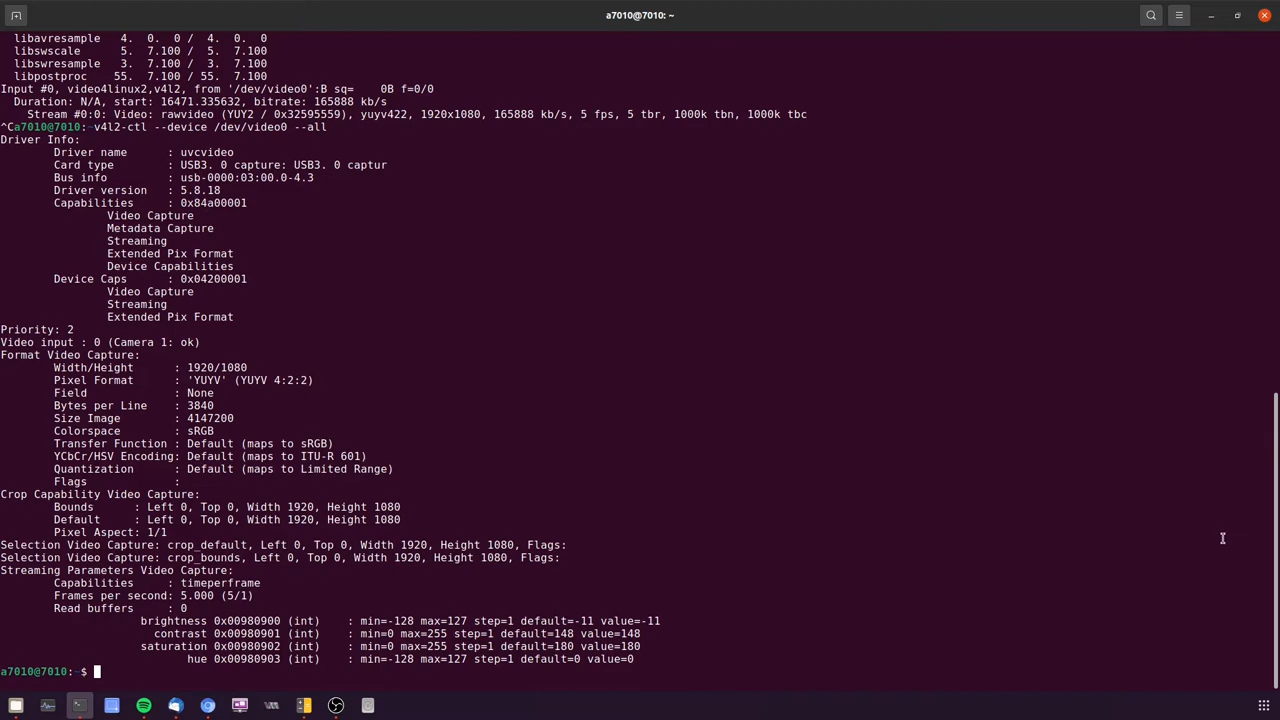 a7010@7010: ~
libavresample   4.  0.  0 /  4.  0.  0
libswscale      5.  7.100 /  5.  7.100
libswresample   3.  7.100 /  3.  7.100
libpostproc    55.  7.100 / 55.  7.100
Input #0, video4linux2,v4l2, from '/dev/video0':B sq=    0B f=0/0
Duration: N/A, start: 16471.335632, bitrate: 165888 kb/s
Stream #0:0: Video: rawvideo (YUY2 / 0x32595559), yuyv422, 1920x1080, 165888 kb/s, 5 fps, 5 tbr, 1000k tbn, 1000k tbc
^Ca7010@7010:~v4l2-ctl --device /dev/video0 --all
Driver Info:
Driver name      : uvcvideo
Card type        : USB3. 0 capture: USB3. 0 captur
Bus info         : usb-0000:03:00.0-4.3
Driver version   : 5.8.18
Capabilities     : 0x84a00001
Video Capture
Metadata Capture
Streaming
Extended Pix Format
Device Capabilities
Device Caps      : 0x04200001
Video Capture
Streaming
Extended Pix Format
Priority: 2
Video input : 0 (Camera 1: ok)
Format Video Capture:
Width/Height      : 1920/1080
Pixel Format      : 'YUYV' (YUYV 4:2:2)
Field             : None
Bytes per Line    : 3840
Size Image        : 4147200
Colorspace        : sRGB
Transfer Function : Default (maps to sRGB)
YCbCr/HSV Encoding: Default (maps to ITU-R 601)
Quantization      : Default (maps to Limited Range)
Flags             :
Crop Capability Video Capture:
Bounds      : Left 0, Top 0, Width 1920, Height 1080
Default     : Left 0, Top 0, Width 1920, Height 1080
Pixel Aspect: 1/1
Selection Video Capture: crop_default, Left 0, Top 0, Width 1920, Height 1080, Flags:
Selection Video Capture: crop_bounds, Left 0, Top 0, Width 1920, Height 1080, Flags:
Streaming Parameters Video Capture:
Capabilities     : timeperframe
Frames per second: 5.000 (5/1)
Read buffers     : 0
brightness 0x00980900 (int)    : min=-128 max=127 step=1 default=-11 value=-11
contrast 0x00980901 (int)    : min=0 max=255 step=1 default=148 value=148
saturation 0x00980902 (int)    : min=0 max=255 step=1 default=180 value=180
hue 0x00980903 (int)    : min=-128 max=127 step=1 default=0 value=0
a7010@7010:~$